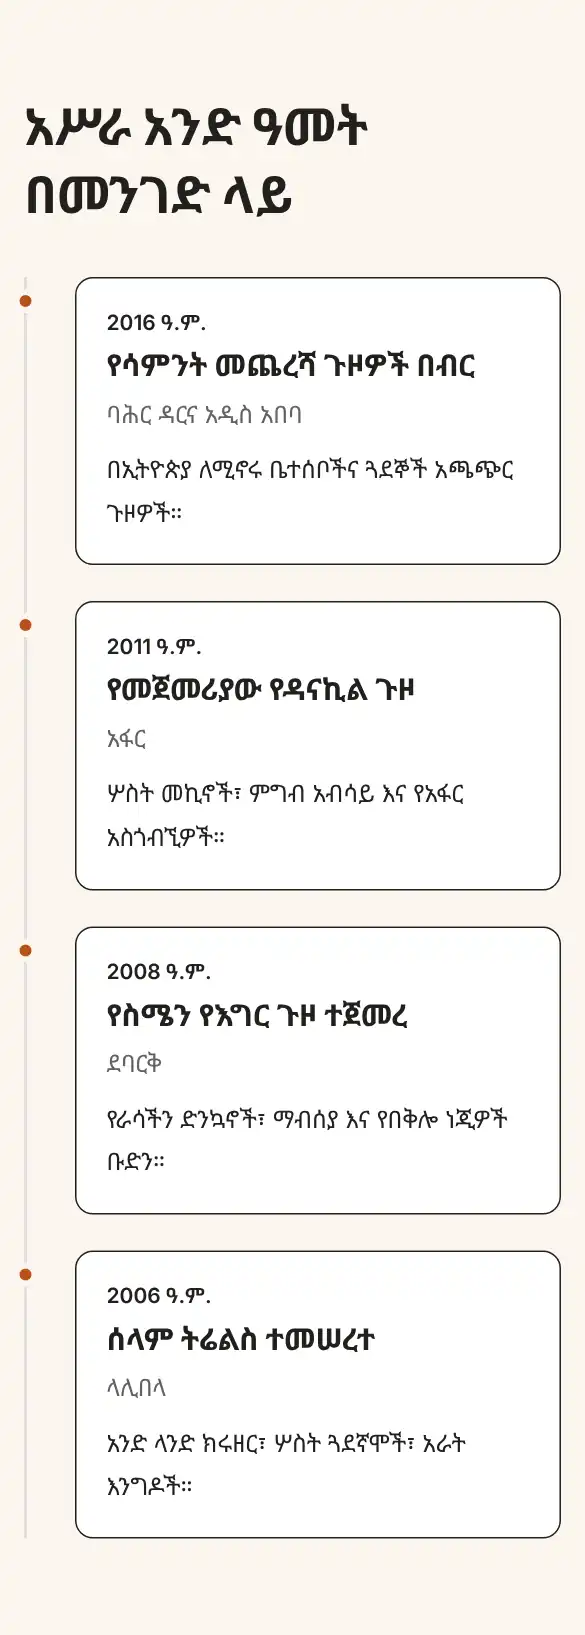 አሥራ አንድ ዓመት
በመንገድ ላይ
2016 ዓ.ም.
የሳምንት መጨረሻ ጉዞዎች በብር
ባሕር ዳርና አዲስ አበባ
በኢትዮጵያ ለሚኖሩ ቤተሰቦችና ጓደኞች አጫጭር
ጉዞዎች።
2011 ዓ.ም.
የመጀመሪያው የዳናኪል ጉዞ
አፋር
ሦስት መኪኖች፣ ምግብ አብሳይ እና የአፋር
አስጎብኚዎች።
2008 ዓ.ም.
የስሜን የእግር ጉዞ ተጀመረ
ደባርቅ
የራሳችን ድንኳኖች፣ ማብሰያ እና የበቅሎ ነጂዎች
ቡድን።
2006 ዓ.ም.
ሰላም ትሬልስ ተመሠረተ
ላሊበላ
አንድ ላንድ ክሩዘር፣ ሦስት ጓደኛሞች፣ አራት
እንግዶች።